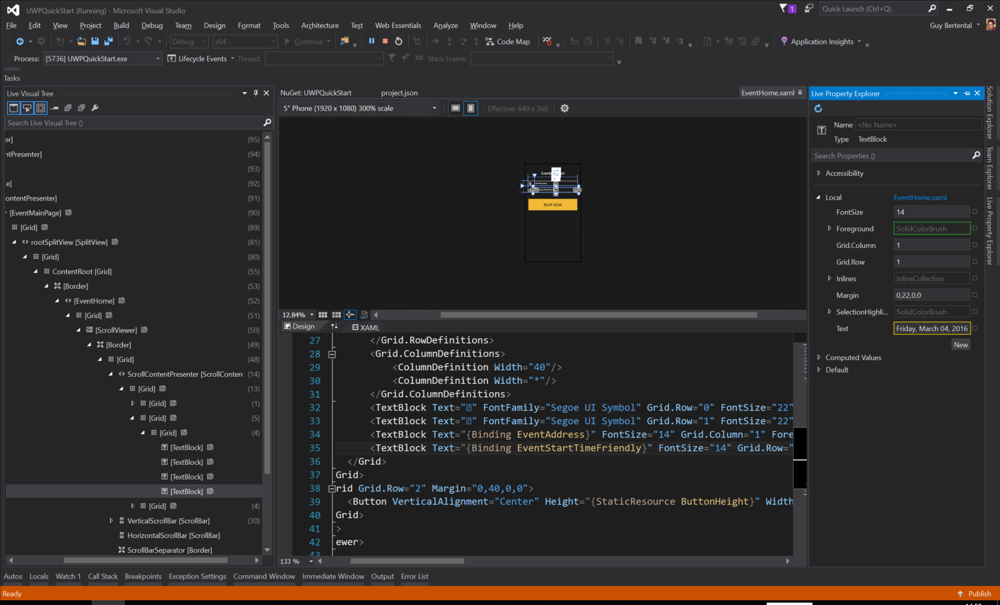 UWPQuickStart (Running) - Microsoft Visual Studio
1
Quick Launch (Ctrl+Q)
File Edit View Project Build Debug Team Design Format Tools Architecture Test Web Essentials Analyze Window Help
Guy Bertental
Debug x64 Continue Code Map Application Insights
Process: [5736] UWPQuickStart.exe Lifecycle Events Thread: Stack Frame:
Tasks
Live Visual Tree
Search Live Visual Tree ()
er] (95)
ntPresenter] (94)
(93)
e] (92)
ontentPresenter] (91)
[EventMainPage] (90)
[Grid] (89)
rootSplitView [SplitView] (81)
[Grid] (80)
ContentRoot [Grid] (55)
[Border] (53)
[EventHome] (52)
[Grid] (51)
[ScrollViewer] (50)
[Border] (49)
[Grid] (48)
ScrollContentPresenter [ScrollConten (14)
[Grid] (13)
[Grid] (1)
[Grid] (5)
[Grid] (4)
[TextBlock]
[TextBlock]
[TextBlock]
[TextBlock]
[Grid] (4)
VerticalScrollBar [ScrollBar] (30)
HorizontalScrollBar [ScrollBar]
ScrollBarSeparator [Border]
NuGet: UWPQuickStart project.json EventHome.xaml
5" Phone (1920 x 1080) 300% scale Effective: 640 x 360
RSVP NOW
12.84%
Design XAML
27 </Grid.RowDefinitions>
28 <Grid.ColumnDefinitions>
29 <ColumnDefinition Width="40"/>
30 <ColumnDefinition Width="*"/>
31 </Grid.ColumnDefinitions>
32 <TextBlock Text="" FontFamily="Segoe UI Symbol" Grid.Row="0" FontSize="22"
33 <TextBlock Text="" FontFamily="Segoe UI Symbol" Grid.Row="1" FontSize="22"
34 <TextBlock Text="{Binding EventAddress}" FontSize="14" Grid.Column="1" Fore
35 <TextBlock Text="{Binding EventStartTimeFriendly}" FontSize="14" Grid.Row="
36 </Grid>
37 Grid>
38 rid Grid.Row="2" Margin="0,40,0,0">
39 <Button VerticalAlignment="Center" Height="{StaticResource ButtonHeight}" Width
40 Grid>
41 >
42 ewer>
43
133 %
Live Property Explorer
Name <No Name>
Type TextBlock
Search Properties ()
Accessibility
Local EventHome.xaml
FontSize 14
Foreground SolidColorBrush
Grid.Column 1
Grid.Row 1
Inlines InlineCollection
Margin 0,22,0,0
SelectionHighli... SolidColorBrush
Text Friday, March 04, 2016
New
Computed Values
Default
Solution Explorer
Team Explorer
Live Property Explorer
Autos Locals Watch 1 Call Stack Breakpoints Exception Settings Command Window Immediate Window Output Error List
Ready
Publish